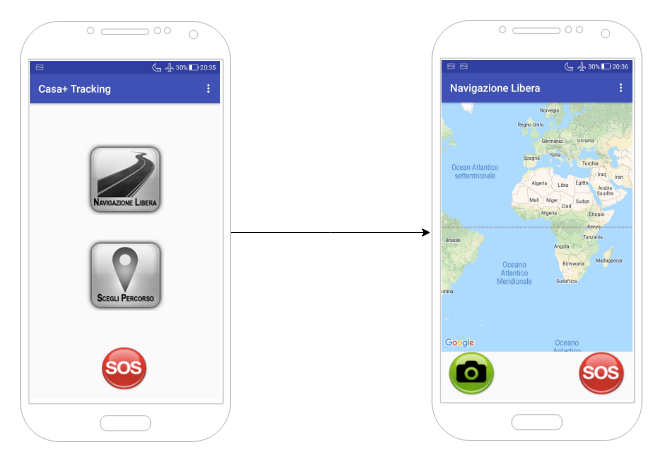 30% 20:35
Casa+ Tracking
NAVIGAZIONE LIBERA
SCEGLI PERCORSO
SOS
30% 20:36
Navigazione Libera
Norvegia
Regno Unito
Germania
Ucraina
Italia
Spagna
Turchia
Ocean Atlantico
settentrionale
Iraq
Iran
Algeria
Libia
Egitto
Arabia
Saudita
Mali
Niger
Ciad
Sudan
Nigeria
Etiopia
Kenya
Brasile
Tanzania
Angola
Oceano
Atlantico
Meridionale
Botswana
Madagascar
Sudafrica
Google
Oceano
Antartico
SOS